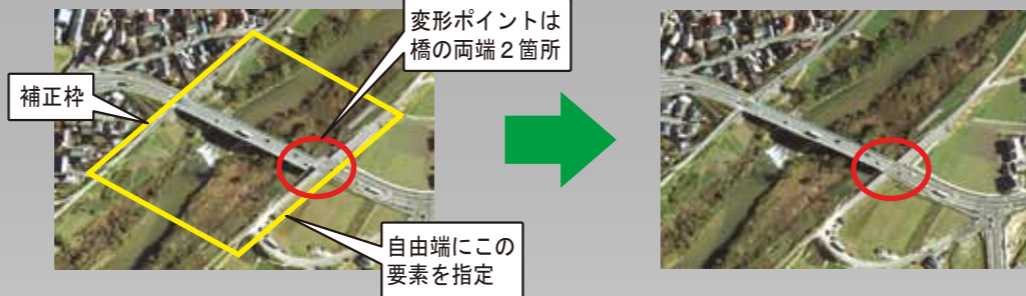 変形ポイントは
橋の両端２箇所
補正枠
自由端にこの
要素を指定